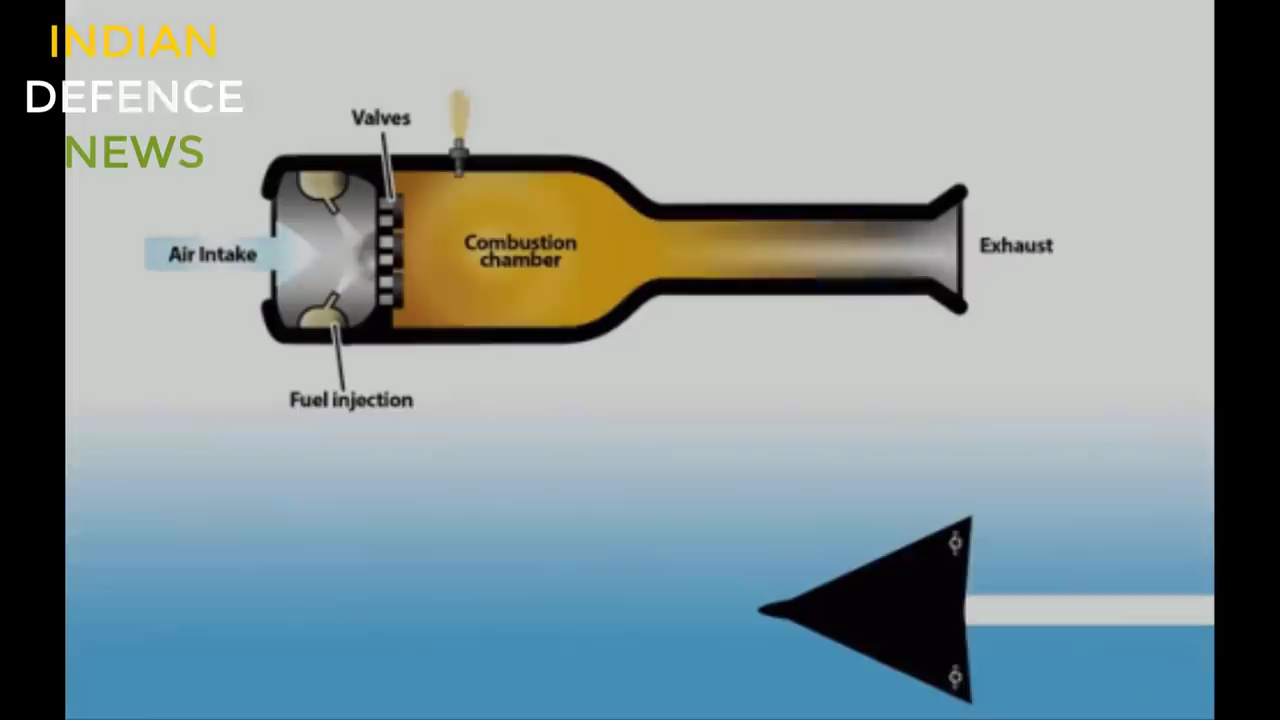 INDIAN
DEFENCE
NEWS
Valves
Air Intake
Combustion
chamber
Exhaust
Fuel injection